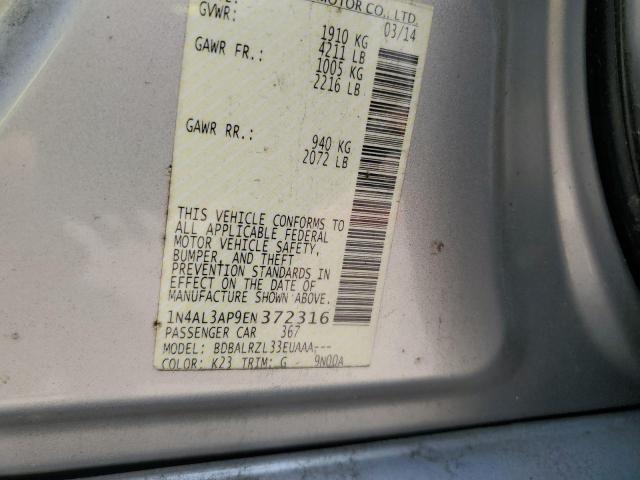 MOTOR CO., LTD.
GVWR: 1910 KG 03/14
4211 LB
GAWR FR.: 1005 KG
2216 LB
GAWR RR.: 940 KG
2072 LB
THIS VEHICLE CONFORMS TO
ALL APPLICABLE FEDERAL
MOTOR VEHICLE SAFETY,
BUMPER, AND THEFT
PREVENTION STANDARDS IN
EFFECT ON THE DATE OF
MANUFACTURE SHOWN ABOVE.
1N4AL3AP9EN372316
PASSENGER CAR 367
MODEL: BDBALRZL33EUAAA---
COLOR: K23 TRIM: G 9N00A